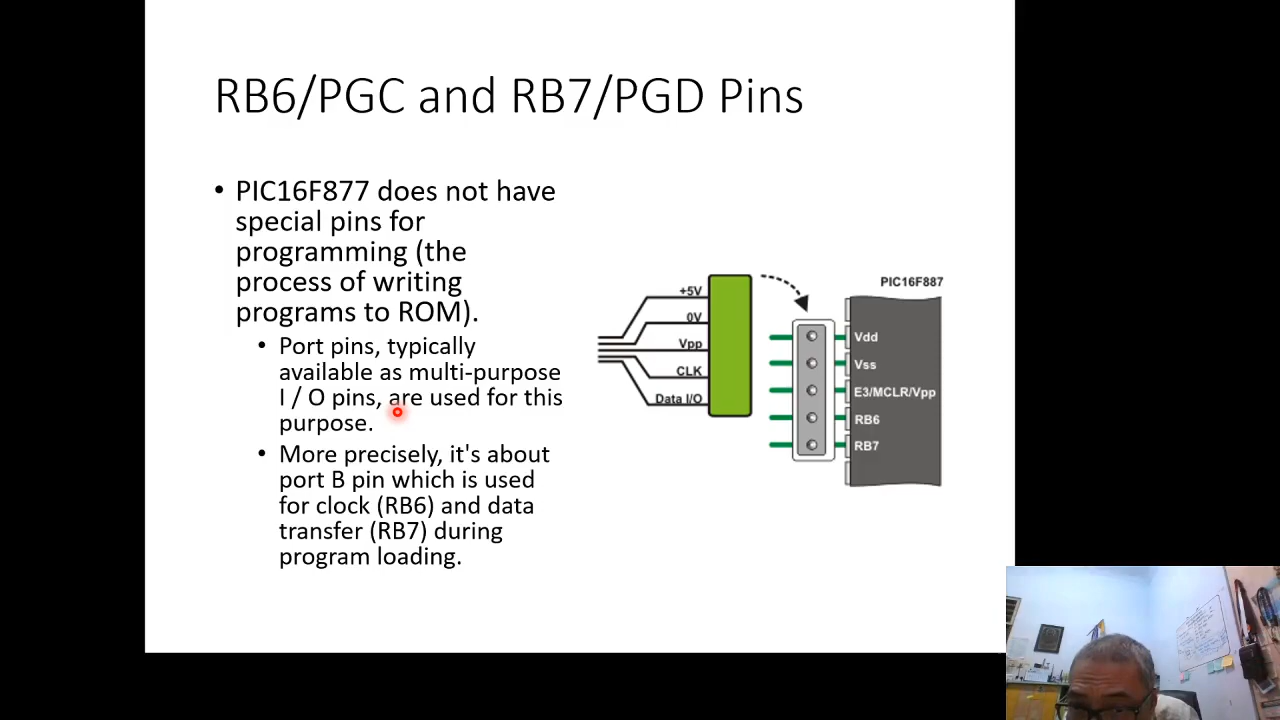 RB6/PGC and RB7/PGD Pins
• PIC16F877 does not have
special pins for
programming (the
process of writing
programs to ROM).
• Port pins, typically
available as multi-purpose
I / O pins, are used for this
purpose.
• More precisely, it's about
port B pin which is used
for clock (RB6) and data
transfer (RB7) during
program loading.
+5V
0V
Vpp
CLK
Data I/O
PIC16F887
Vdd
Vss
E3/MCLR/Vpp
RB6
RB7